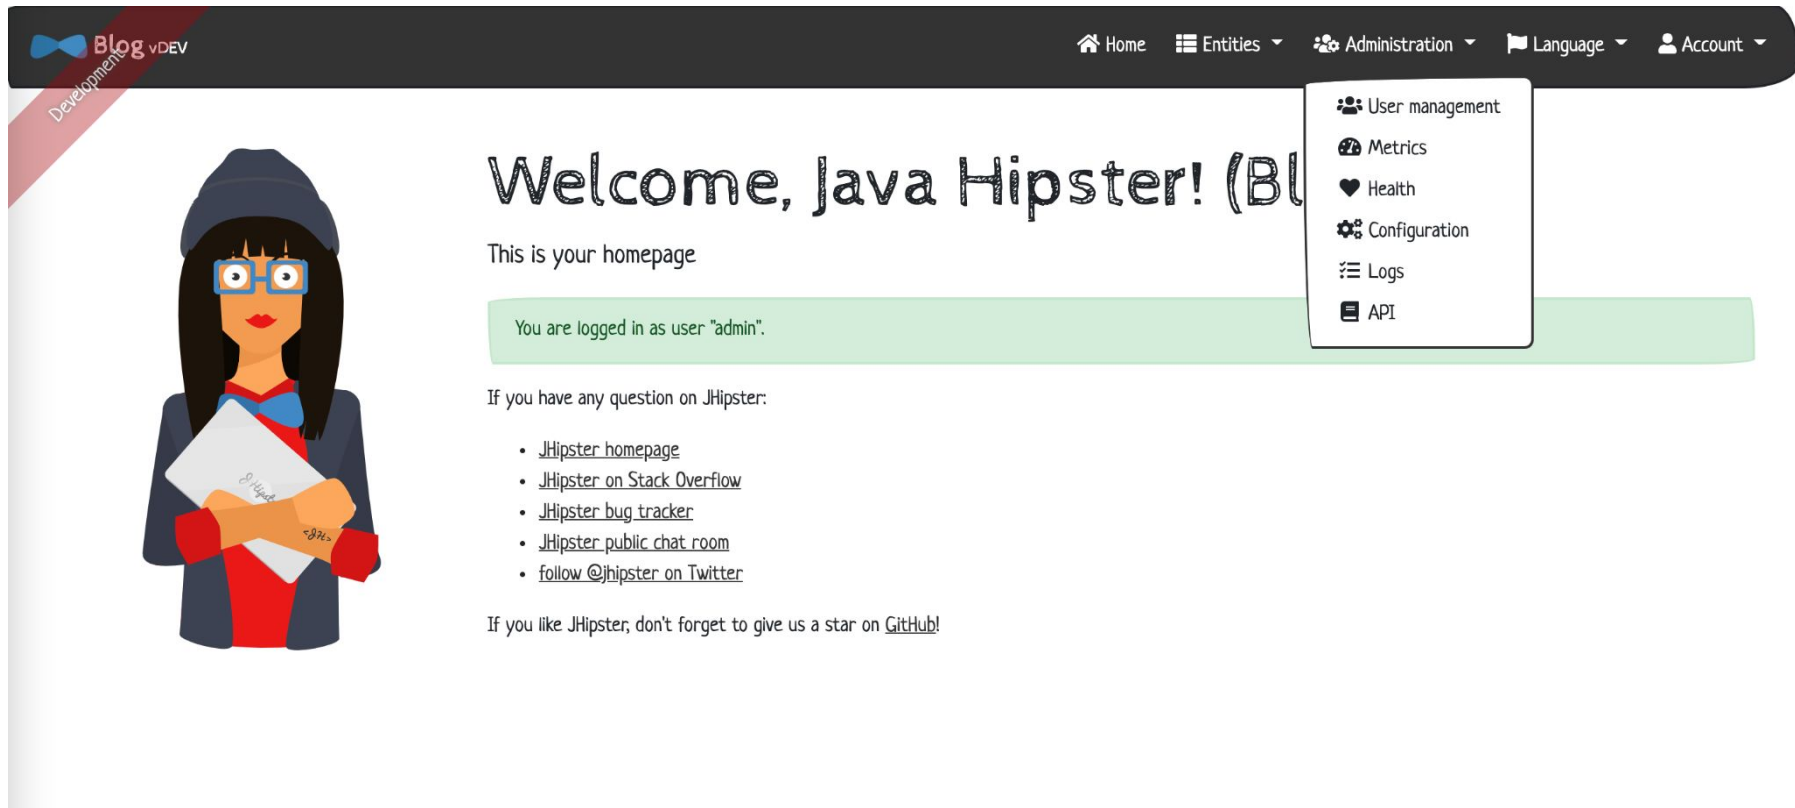 Blog vDEV
Development
Home
Entities
Administration
Language
Account
User management
Metrics
Health
Configuration
Logs
API
Welcome, Java Hipster! (Bl
This is your homepage
You are logged in as user "admin".
If you have any question on JHipster:
JHipster homepage
JHipster on Stack Overflow
JHipster bug tracker
JHipster public chat room
follow @jhipster on Twitter
If you like JHipster, don't forget to give us a star on GitHub!
<JH>